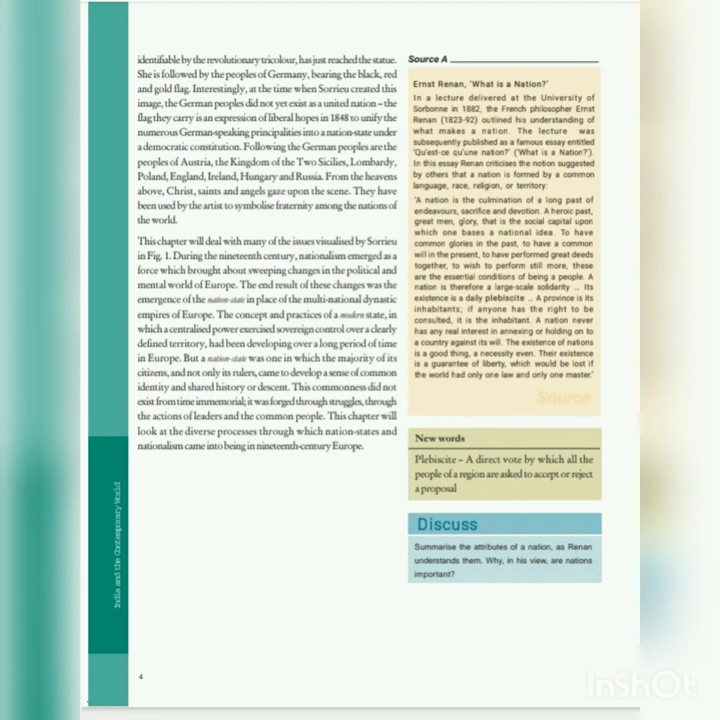 identifiable by the revolutionary tricolour, has just reached the statue.
She is followed by the peoples of Germany, bearing the black, red
and gold flag. Interestingly, at the time when Sorrieu created this
image, the German peoples did not yet exist as a united nation – the
flag they carry is an expression of liberal hopes in 1848 to unify the
numerous German-speaking principalities into a nation-state under
a democratic constitution. Following the German peoples are the
peoples of Austria, the Kingdom of the Two Sicilies, Lombardy,
Poland, England, Ireland, Hungary and Russia. From the heavens
above, Christ, saints and angels gaze upon the scene. They have
been used by the artist to symbolise fraternity among the nations of
the world.
This chapter will deal with many of the issues visualised by Sorrieu
in Fig. 1. During the nineteenth century, nationalism emerged as a
force which brought about sweeping changes in the political and
mental world of Europe. The end result of these changes was the
emergence of the nation-state in place of the multi-national dynastic
empires of Europe. The concept and practices of a modern state, in
which a centralised power exercised sovereign control over a clearly
defined territory, had been developing over a long period of time
in Europe. But a nation-state was one in which the majority of its
citizens, and not only its rulers, came to develop a sense of common
identity and shared history or descent. This commonness did not
exist from time immemorial; it was forged through struggles, through
the actions of leaders and the common people. This chapter will
look at the diverse processes through which nation-states and
nationalism came into being in nineteenth-century Europe.
Source A
Ernst Renan, 'What is a Nation?'
In a lecture delivered at the University of
Sorbonne in 1882, the French philosopher Ernst
Renan (1823-92) outlined his understanding of
what makes a nation. The lecture was
subsequently published as a famous essay entitled
'Qu'est-ce qu'une nation?' ('What is a Nation?').
In this essay Renan criticises the notion suggested
by others that a nation is formed by a common
language, race, religion, or territory:
'A nation is the culmination of a long past of
endeavours, sacrifice and devotion. A heroic past,
great men, glory, that is the social capital upon
which one bases a national idea. To have
common glories in the past, to have a common
will in the present, to have performed great deeds
together, to wish to perform still more, these
are the essential conditions of being a people. A
nation is therefore a large-scale solidarity ... Its
existence is a daily plebiscite ... A province is its
inhabitants; if anyone has the right to be
consulted, it is the inhabitant. A nation never
has any real interest in annexing or holding on to
a country against its will. The existence of nations
is a good thing, a necessity even. Their existence
is a guarantee of liberty, which would be lost if
the world had only one law and only one master.'
Source
New words
Plebiscite – A direct vote by which all the
people of a region are asked to accept or reject
a proposal
Discuss
Summarise the attributes of a nation, as Renan
understands them. Why, in his view, are nations
important?
India and the Contemporary World
4
InShOt